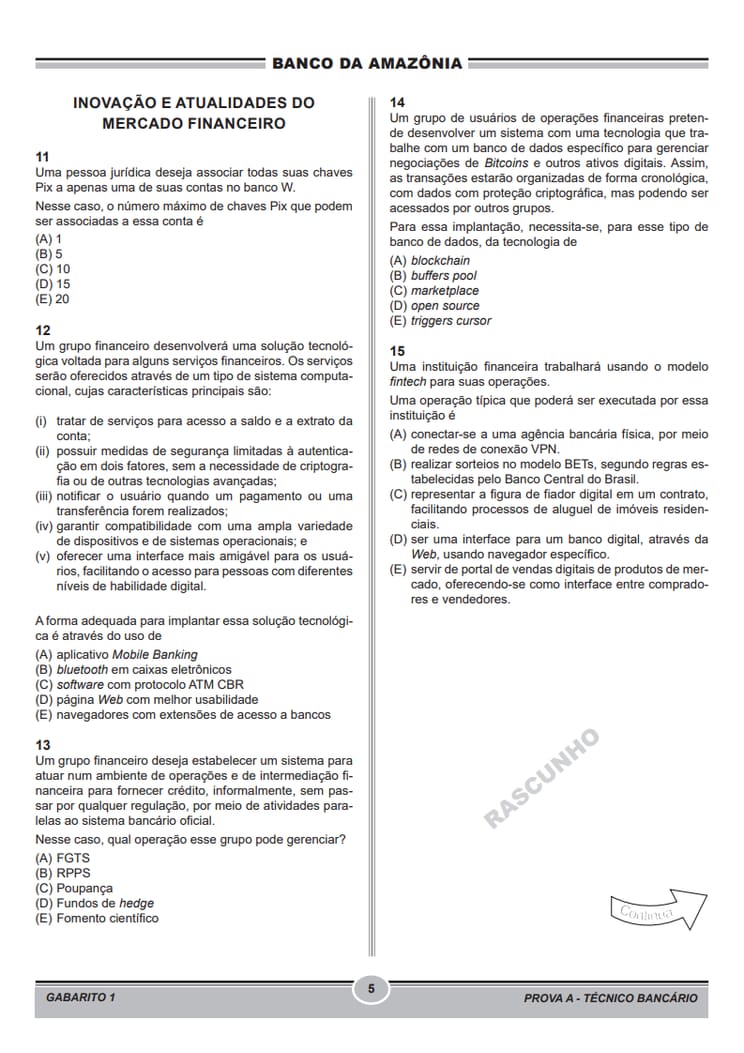 BANCO DA AMAZÔNIA
INOVAÇÃO E ATUALIDADES DO
MERCADO FINANCEIRO
11
Uma pessoa jurídica deseja associar todas suas chaves
Pix a apenas uma de suas contas no banco W.
Nesse caso, o número máximo de chaves Pix que podem
ser associadas a essa conta é
(A) 1
(B) 5
(C) 10
(D) 15
(E) 20
12
Um grupo financeiro desenvolverá uma solução tecnoló-
gica voltada para alguns serviços financeiros. Os serviços
serão oferecidos através de um tipo de sistema computa-
cional, cujas características principais são:
(i) tratar de serviços para acesso a saldo e a extrato da
conta;
(ii) possuir medidas de segurança limitadas à autentica-
ção em dois fatores, sem a necessidade de criptogra-
fia ou de outras tecnologias avançadas;
(iii) notificar o usuário quando um pagamento ou uma
transferência forem realizados;
(iv) garantir compatibilidade com uma ampla variedade
de dispositivos e de sistemas operacionais; e
(v) oferecer uma interface mais amigável para os usuá-
rios, facilitando o acesso para pessoas com diferentes
níveis de habilidade digital.
A forma adequada para implantar essa solução tecnológi-
ca é através do uso de
(A) aplicativo Mobile Banking
(B) bluetooth em caixas eletrônicos
(C) software com protocolo ATM CBR
(D) página Web com melhor usabilidade
(E) navegadores com extensões de acesso a bancos
13
Um grupo financeiro deseja estabelecer um sistema para
atuar num ambiente de operações e de intermediação fi-
nanceira para fornecer crédito, informalmente, sem pas-
sar por qualquer regulação, por meio de atividades para-
lelas ao sistema bancário oficial.
Nesse caso, qual operação esse grupo pode gerenciar?
(A) FGTS
(B) RPPS
(C) Poupança
(D) Fundos de hedge
(E) Fomento científico
14
Um grupo de usuários de operações financeiras preten-
de desenvolver um sistema com uma tecnologia que tra-
balhe com um banco de dados específico para gerenciar
negociações de Bitcoins e outros ativos digitais. Assim,
as transações estarão organizadas de forma cronológica,
com dados com proteção criptográfica, mas podendo ser
acessados por outros grupos.
Para essa implantação, necessita-se, para esse tipo de
banco de dados, da tecnologia de
(A) blockchain
(B) buffers pool
(C) marketplace
(D) open source
(E) triggers cursor
15
Uma instituição financeira trabalhará usando o modelo
fintech para suas operações.
Uma operação típica que poderá ser executada por essa
instituição é
(A) conectar-se a uma agência bancária física, por meio
de redes de conexão VPN.
(B) realizar sorteios no modelo BETs, segundo regras es-
tabelecidas pelo Banco Central do Brasil.
(C) representar a figura de fiador digital em um contrato,
facilitando processos de aluguel de imóveis residen-
ciais.
(D) ser uma interface para um banco digital, através da
Web, usando navegador específico.
(E) servir de portal de vendas digitais de produtos de mer-
cado, oferecendo-se como interface entre comprado-
res e vendedores.
RASCUNHO
Continua
GABARITO 1
5
PROVA A - TÉCNICO BANCÁRIO